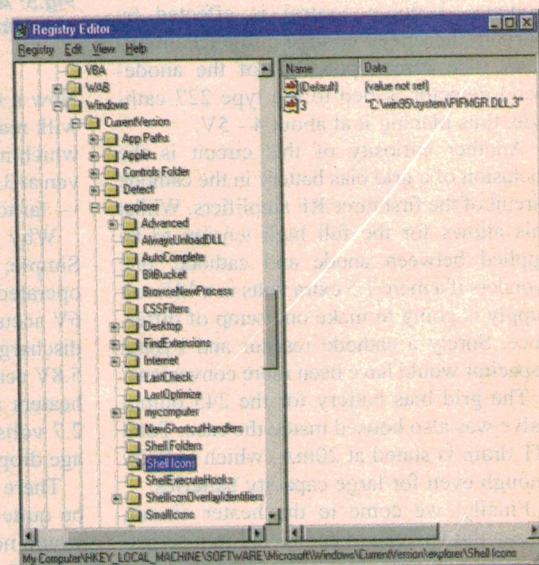 Registry Editor
Registry Edit View Help
VBA
WAB
Windows
CurrentVersion
App Paths
Applets
Controls Folder
Detect
explorer
Advanced
AlwaysUnloadDLL
AutoComplete
BitBucket
BrowseNewProcess
CSSFilters
Desktop
FindExtensions
Internet
LastCheck
LastOptimize
mycomputer
NewShortcutHandlers
Shell Folders
Shell Icons
ShellExecuteHooks
ShellIconOverlayIdentifiers
SmallIcons
Name Data
(Default) (value not set)
3 "C:\win95\system\PIFMGR.DLL,3"
My Computer\HKEY_LOCAL_MACHINE\SOFTWARE\Microsoft\Windows\CurrentVersion\explorer\Shell Icons